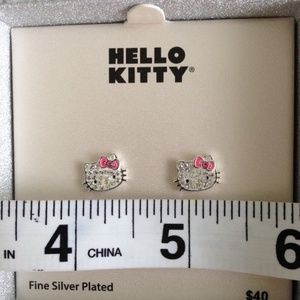 HELLO
KITTY®
IN 4 CHINA 5 6
Fine Silver Plated
$40